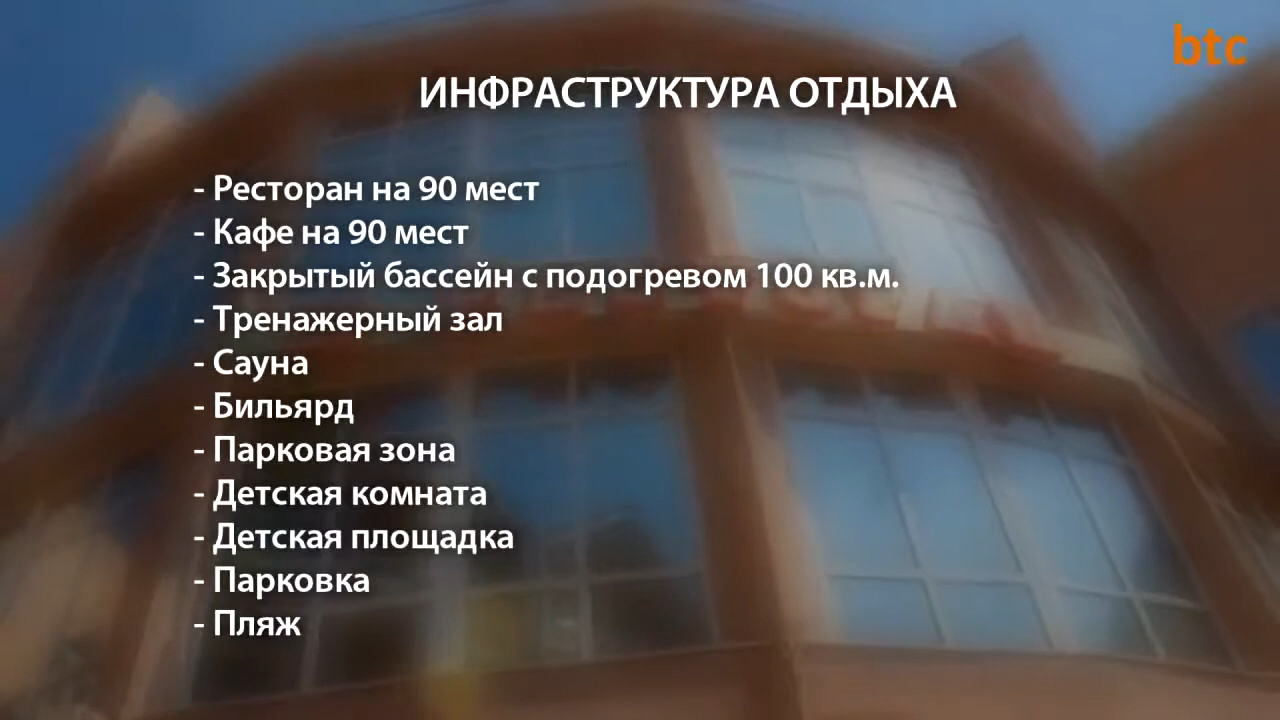 btc
ИНФРАСТРУКТУРА ОТДЫХА
- Ресторан на 90 мест
- Кафе на 90 мест
- Закрытый бассейн с подогревом 100 кв.м.
- Тренажерный зал
- Сауна
- Бильярд
- Парковая зона
- Детская комната
- Детская площадка
- Парковка
- Пляж